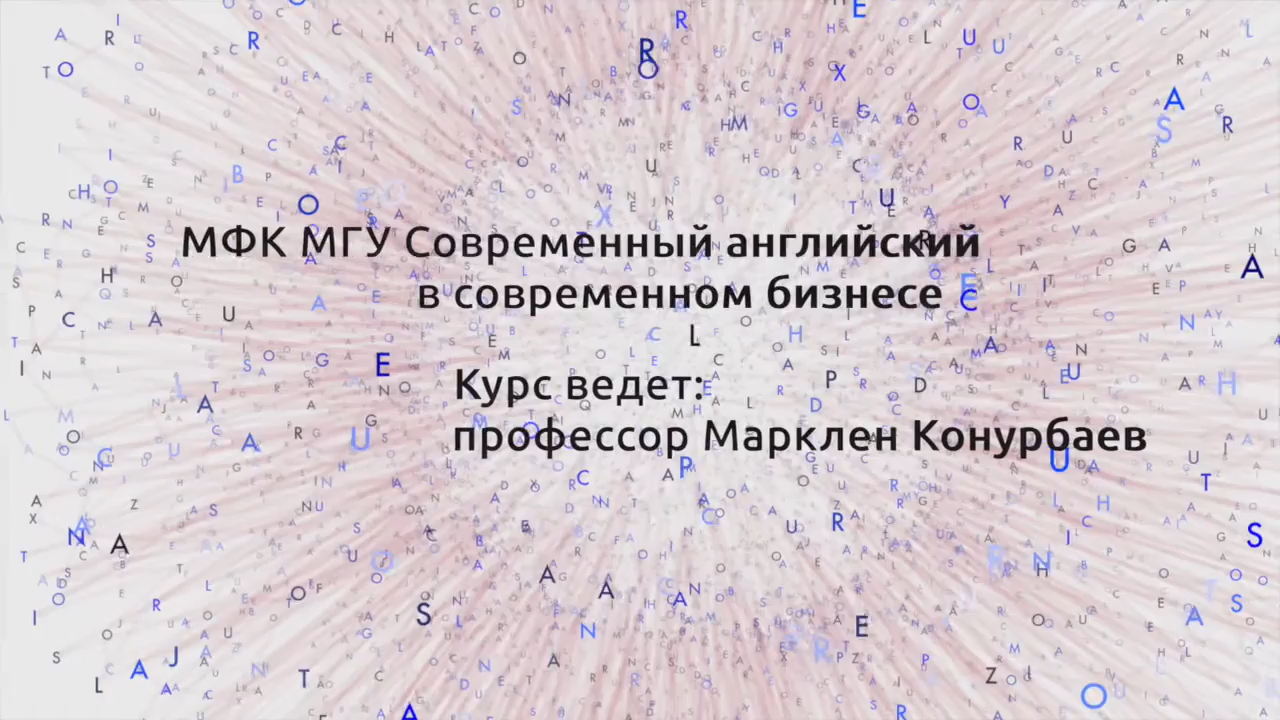 МФК МГУ Современный английский
в современном бизнесе
Курс ведет:
профессор Марклен Конурбаев